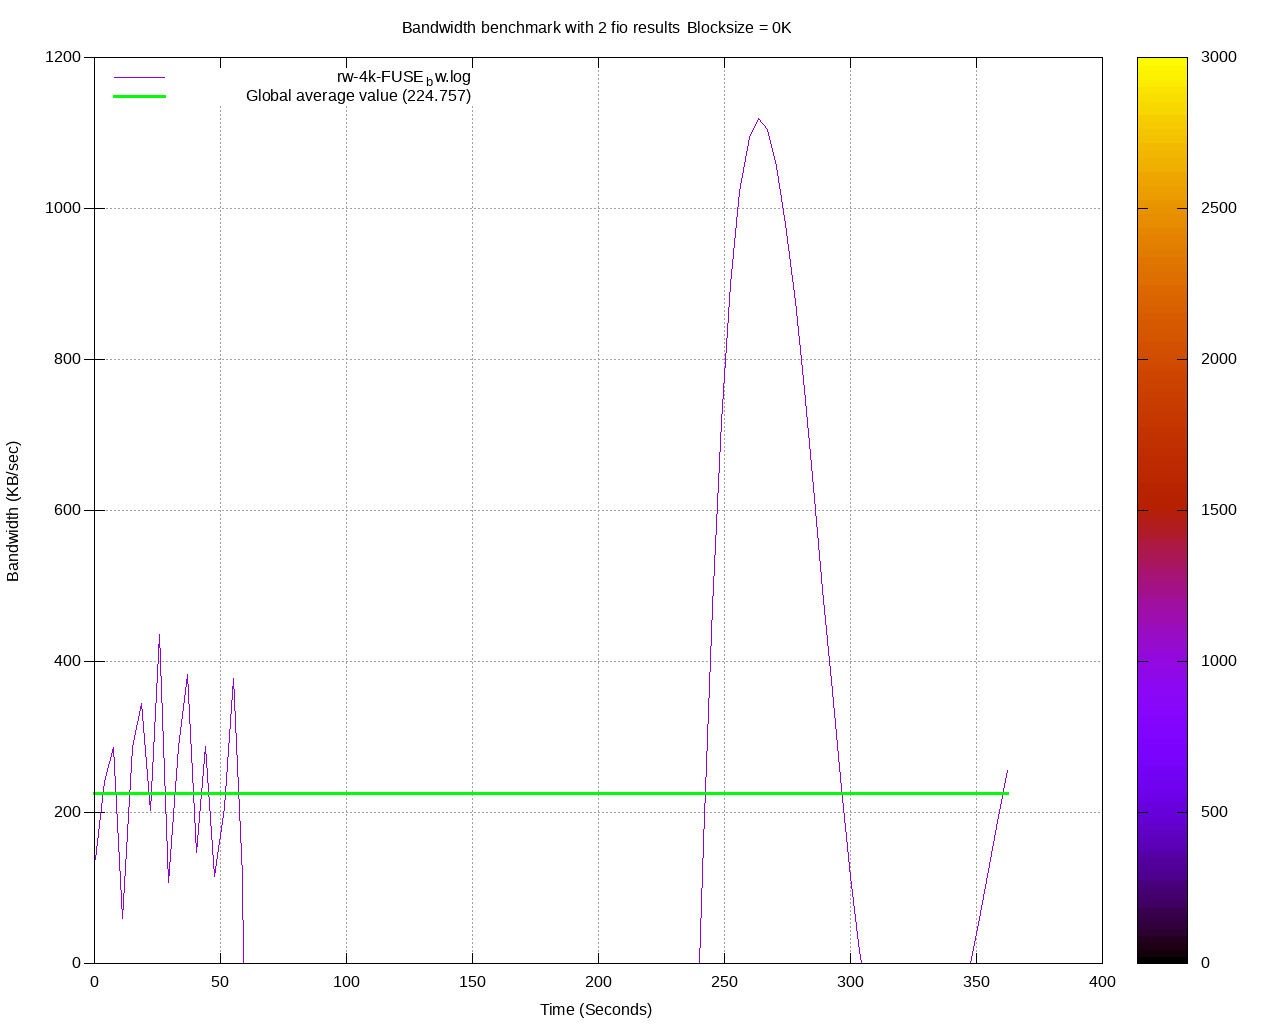 Bandwidth benchmark with 2 fio results Blocksize = 0K
rw-4k-FUSE_bw.log
Global average value (224.757)
1200
1000
800
600
400
200
0
Bandwidth (KB/sec)
0 50 100 150 200 250 300 350 400
Time (Seconds)
3000
2500
2000
1500
1000
500
0